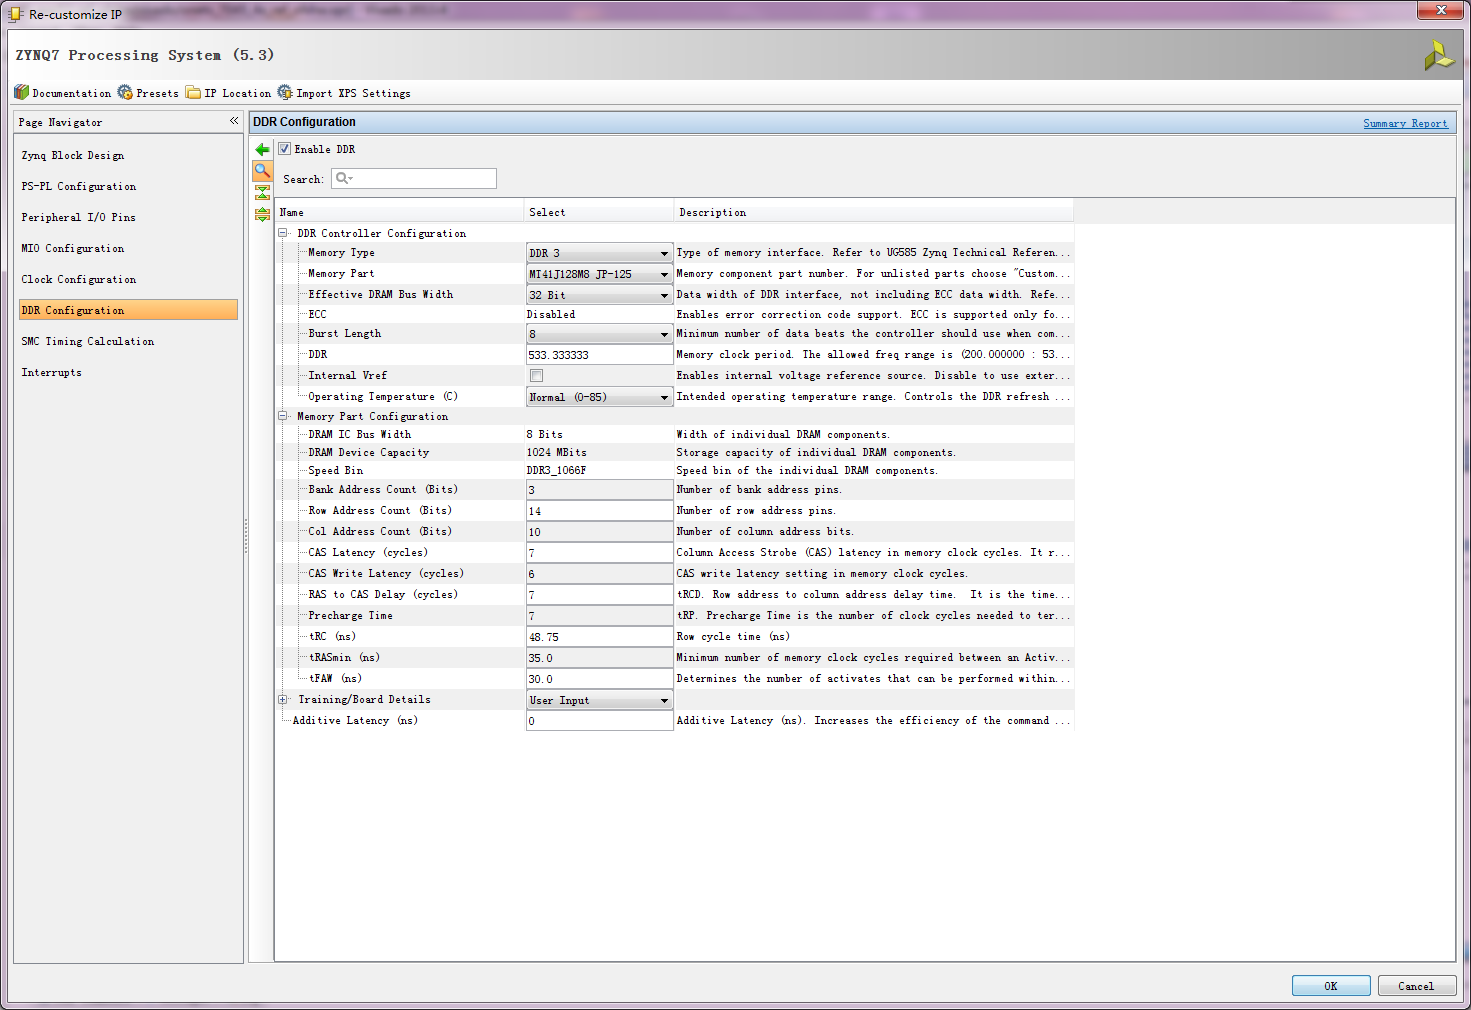 Re-customize IP
ZYNQ7 Processing System (5.3)
Documentation Presets IP Location Import XPS Settings
Page Navigator «
DDR Configuration Summary Report
Zynq Block Design
PS-PL Configuration
Peripheral I/O Pins
MIO Configuration
Clock Configuration
DDR Configuration
SMC Timing Calculation
Interrupts
Enable DDR
Search:
Name Select Description
DDR Controller Configuration
Memory Type DDR 3 Type of memory interface. Refer to UG585 Zynq Technical Referen...
Memory Part MT41J128M8 JP-125 Memory component part number. For unlisted parts choose "Custom...
Effective DRAM Bus Width 32 Bit Data width of DDR interface, not including ECC data width. Refe...
ECC Disabled Enables error correction code support. ECC is supported only fo...
Burst Length 8 Minimum number of data beats the controller should use when com...
DDR 533.333333 Memory clock period. The allowed freq range is (200.000000 : 53...
Internal Vref Enables internal voltage reference source. Disable to use exter...
Operating Temperature (C) Normal (0-85) Intended operating temperature range. Controls the DDR refresh ...
Memory Part Configuration
DRAM IC Bus Width 8 Bits Width of individual DRAM components.
DRAM Device Capacity 1024 MBits Storage capacity of individual DRAM components.
Speed Bin DDR3_1066F Speed bin of the individual DRAM components.
Bank Address Count (Bits) 3 Number of bank address pins.
Row Address Count (Bits) 14 Number of row address pins.
Col Address Count (Bits) 10 Number of column address bits.
CAS Latency (cycles) 7 Column Access Strobe (CAS) latency in memory clock cycles. It r...
CAS Write Latency (cycles) 6 CAS write latency setting in memory clock cycles.
RAS to CAS Delay (cycles) 7 tRCD. Row address to column address delay time. It is the time...
Precharge Time 7 tRP. Precharge Time is the number of clock cycles needed to ter...
tRC (ns) 48.75 Row cycle time (ns)
tRASmin (ns) 35.0 Minimum number of memory clock cycles required between an Activ...
tFAW (ns) 30.0 Determines the number of activates that can be performed within...
Training/Board Details User Input
Additive Latency (ns) 0 Additive Latency (ns). Increases the efficiency of the command ...
OK Cancel